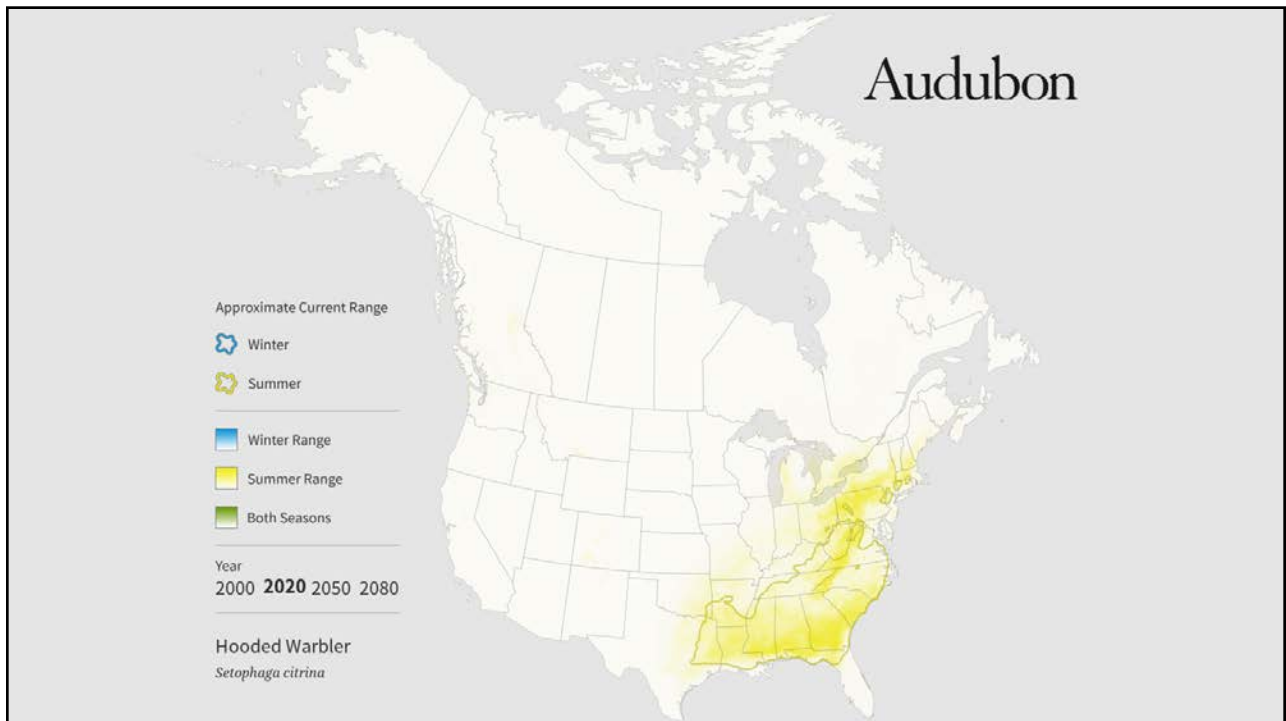 Audubon
Approximate Current Range
Winter
Summer
Winter Range
Summer Range
Both Seasons
Year
2000 2020 2050 2080
Hooded Warbler
Setophaga citrina